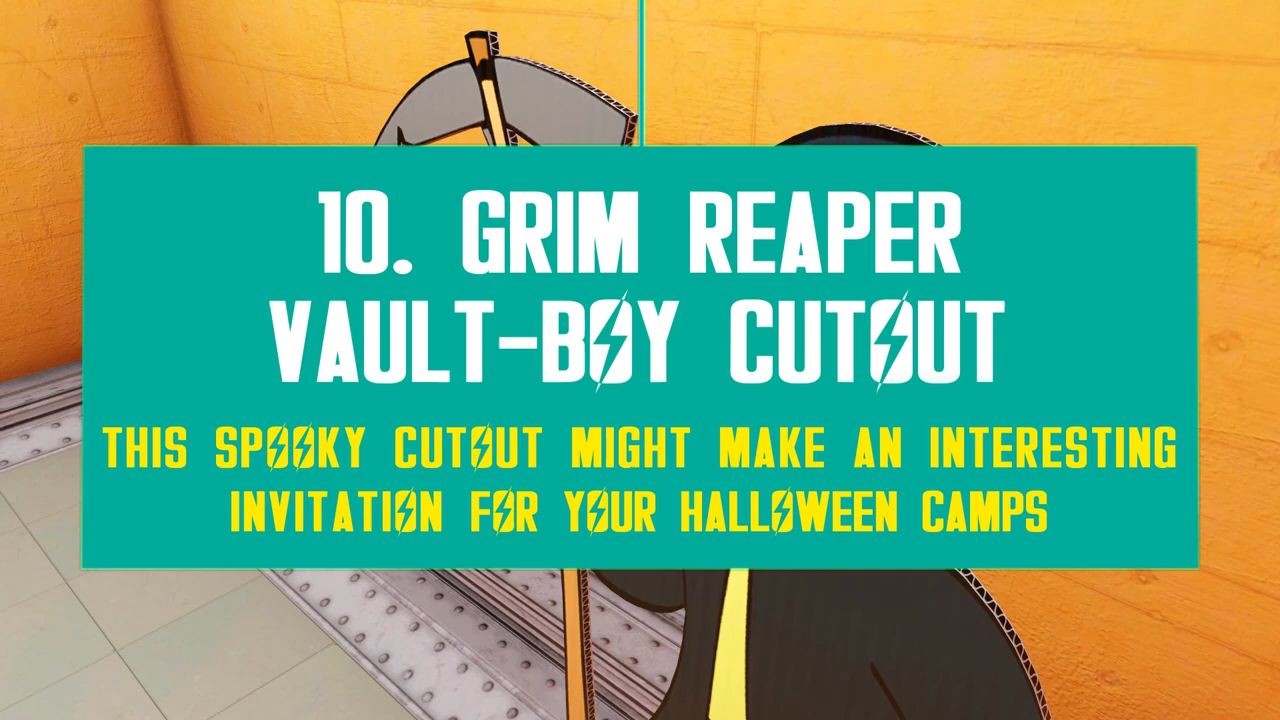 10. GRIM REAPER
VAULT-BOY CUTOUT
THIS SPOOKY CUTOUT MIGHT MAKE AN INTERESTING
INVITATION FOR YOUR HALLOWEEN CAMPS